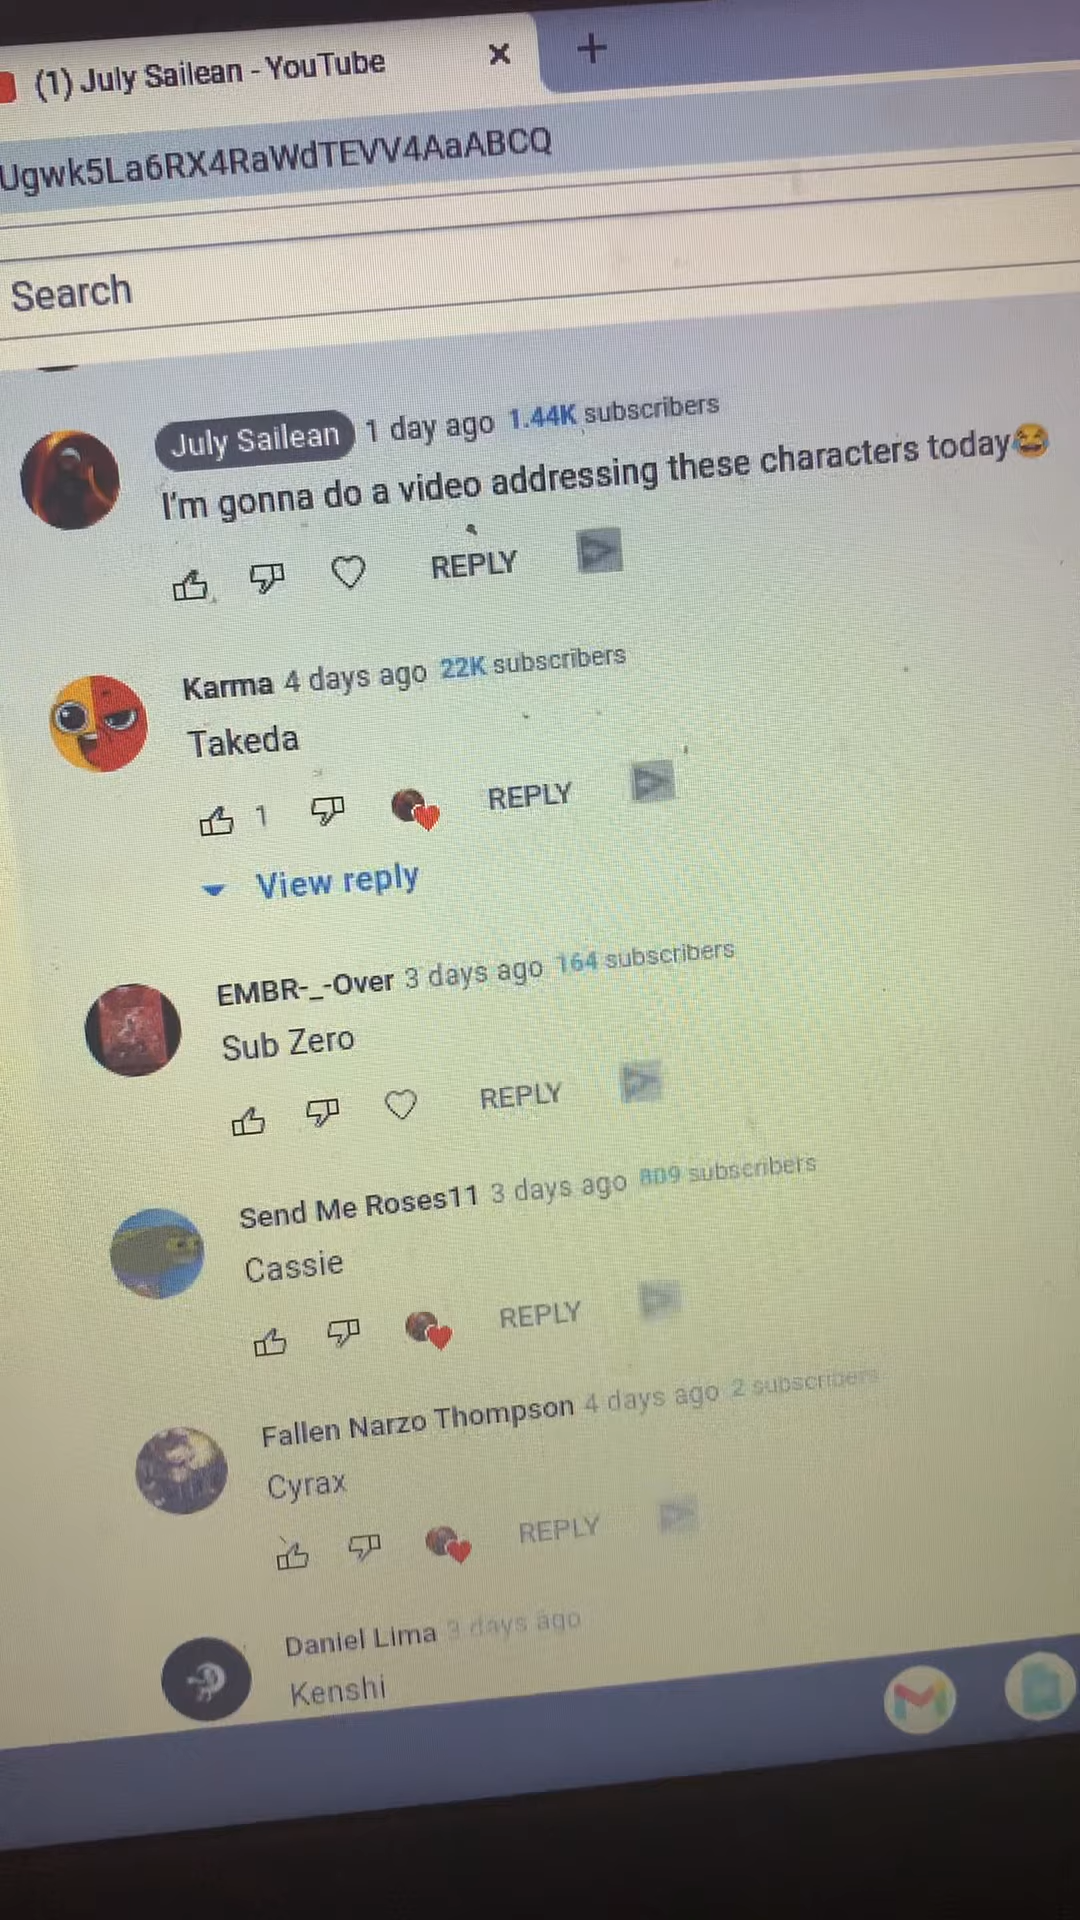 (1) July Sailean - YouTube
Ugwk5La6RX4RaWdTEVV4AaABCQ
Search
July Sailean 1 day ago 1.44K subscribers
I'm gonna do a video addressing these characters today😆
REPLY
Karma 4 days ago 22K subscribers
Takeda
1 REPLY
View reply
EMBR-_-Over 3 days ago 164 subscribers
Sub Zero
REPLY
Send Me Roses11 3 days ago 809 subscribers
Cassie
REPLY
Fallen Narzo Thompson 4 days ago 2 subscribers
Cyrax
REPLY
Daniel Lima 3 days ago
Kenshi